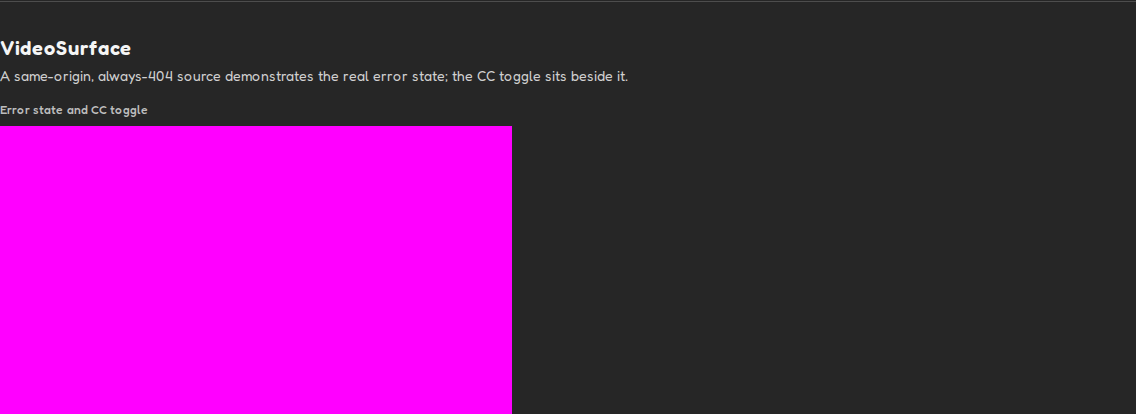 VideoSurface
A same-origin, always-404 source demonstrates the real error state; the CC toggle sits beside it.
Error state and CC toggle